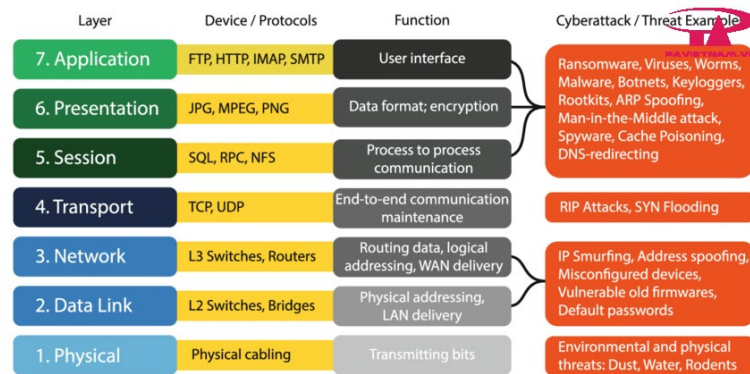 Layer
Device / Protocols
Function
Cyberattack / Threat Example
7. Application
FTP, HTTP, IMAP, SMTP
User interface
6. Presentation
JPG, MPEG, PNG
Data format; encryption
5. Session
SQL, RPC, NFS
Process to process
communication
Ransomware, Viruses, Worms,
Malware, Botnets, Keyloggers,
Rootkits, ARP Spoofing,
Man-in-the-Middle attack,
Spyware, Cache Poisoning,
DNS-redirecting
4. Transport
TCP, UDP
End-to-end communication
maintenance
RIP Attacks, SYN Flooding
3. Network
L3 Switches, Routers
Routing data, logical
addressing, WAN delivery
2. Data Link
L2 Switches, Bridges
Physical addressing,
LAN delivery
IP Smurfing, Address spoofing,
Misconfigured devices,
Vulnerable old firmwares,
Default passwords
1. Physical
Physical cabling
Transmitting bits
Environmental and physical
threats: Dust, Water, Rodents
PAVIETNAM.V